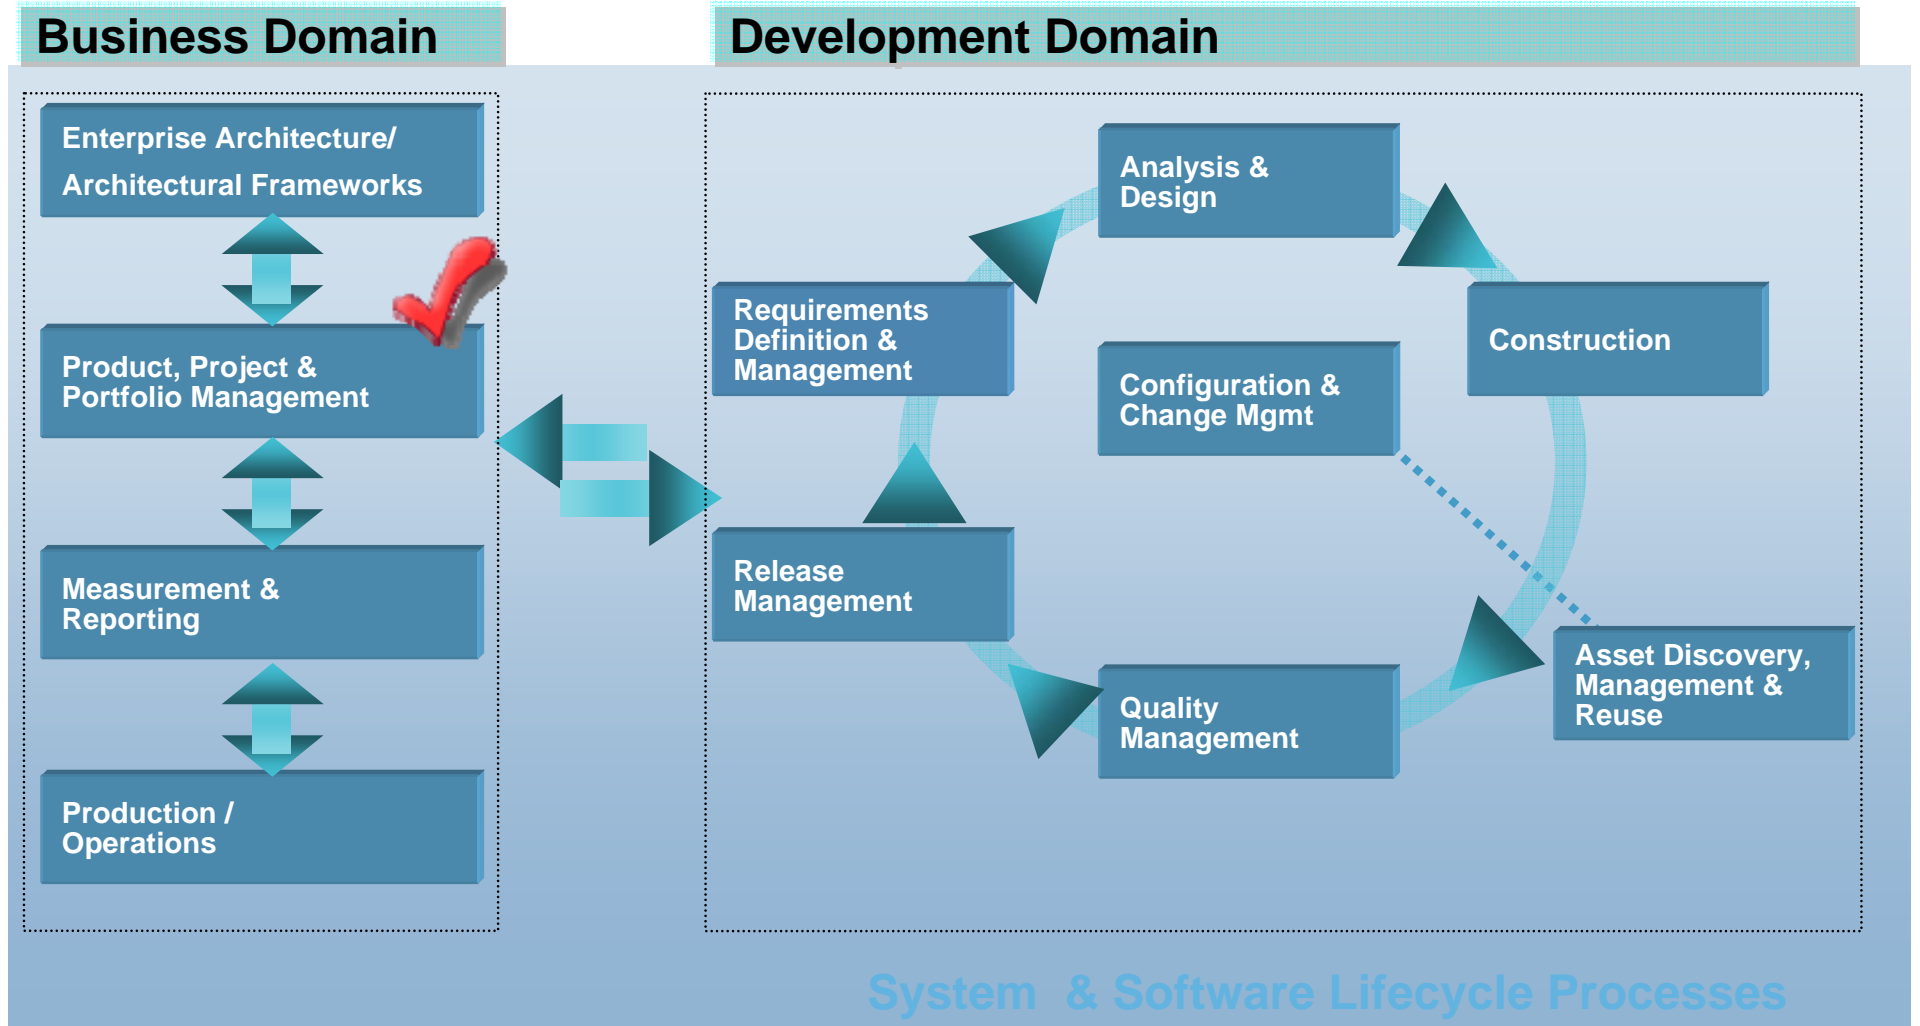 Business Domain
Development Domain
Enterprise Architecture/
Architectural Frameworks
Product, Project &
Portfolio Management
Measurement &
Reporting
Production /
Operations
Analysis &
Design
Requirements
Definition &
Management
Construction
Configuration &
Change Mgmt
Release
Management
Asset Discovery,
Management &
Reuse
Quality
Management
System & Software Lifecycle Processes